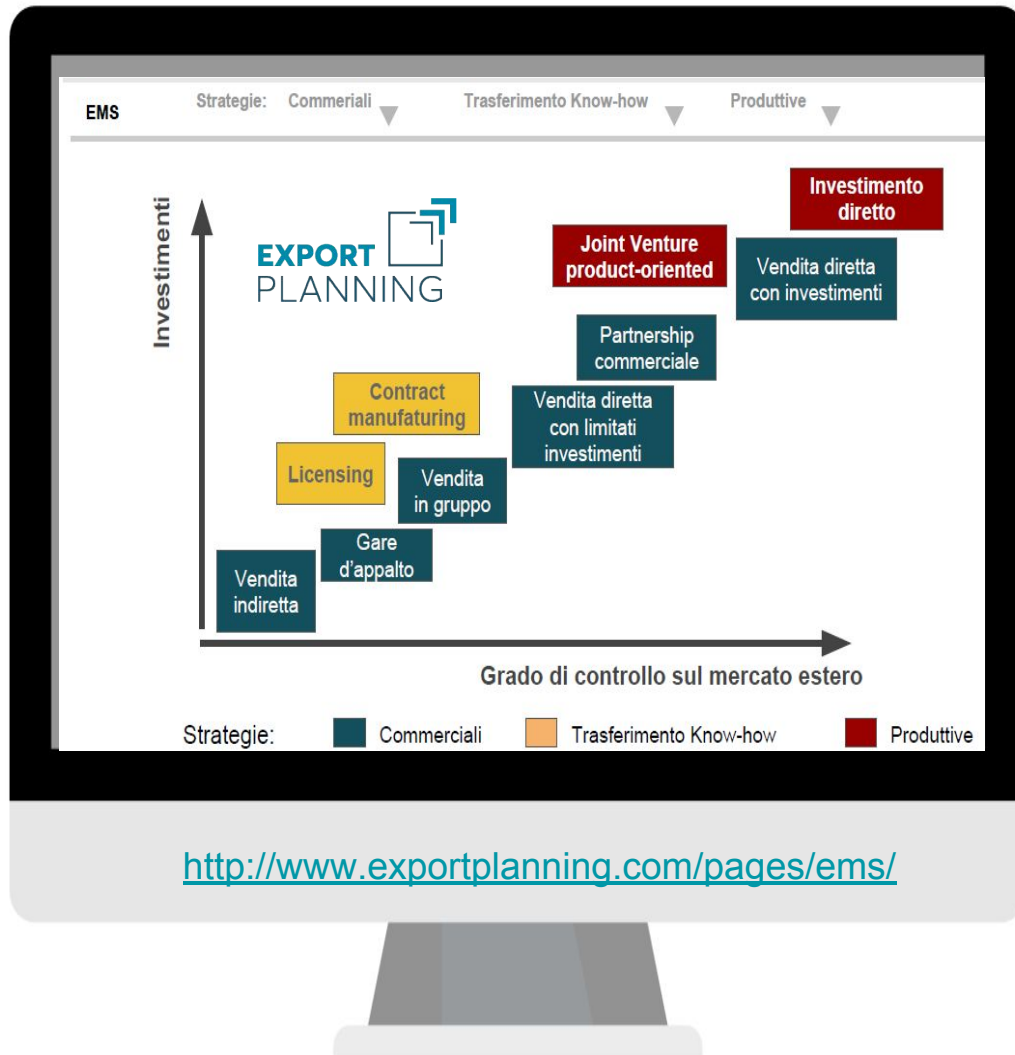 EMS
Strategie:
Commeriali
Trasferimento Know-how
Produttive
Investimenti
EXPORT
PLANNING
Investimento
diretto
Joint Venture
product-oriented
Vendita diretta
con investimenti
Partnership
commerciale
Contract
manufaturing
Vendita diretta
con limitati
investimenti
Licensing
Vendita
in gruppo
Gare
d'appalto
Vendita
indiretta
Grado di controllo sul mercato estero
Strategie:
Commerciali
Trasferimento Know-how
Produttive
http://www.exportplanning.com/pages/ems/